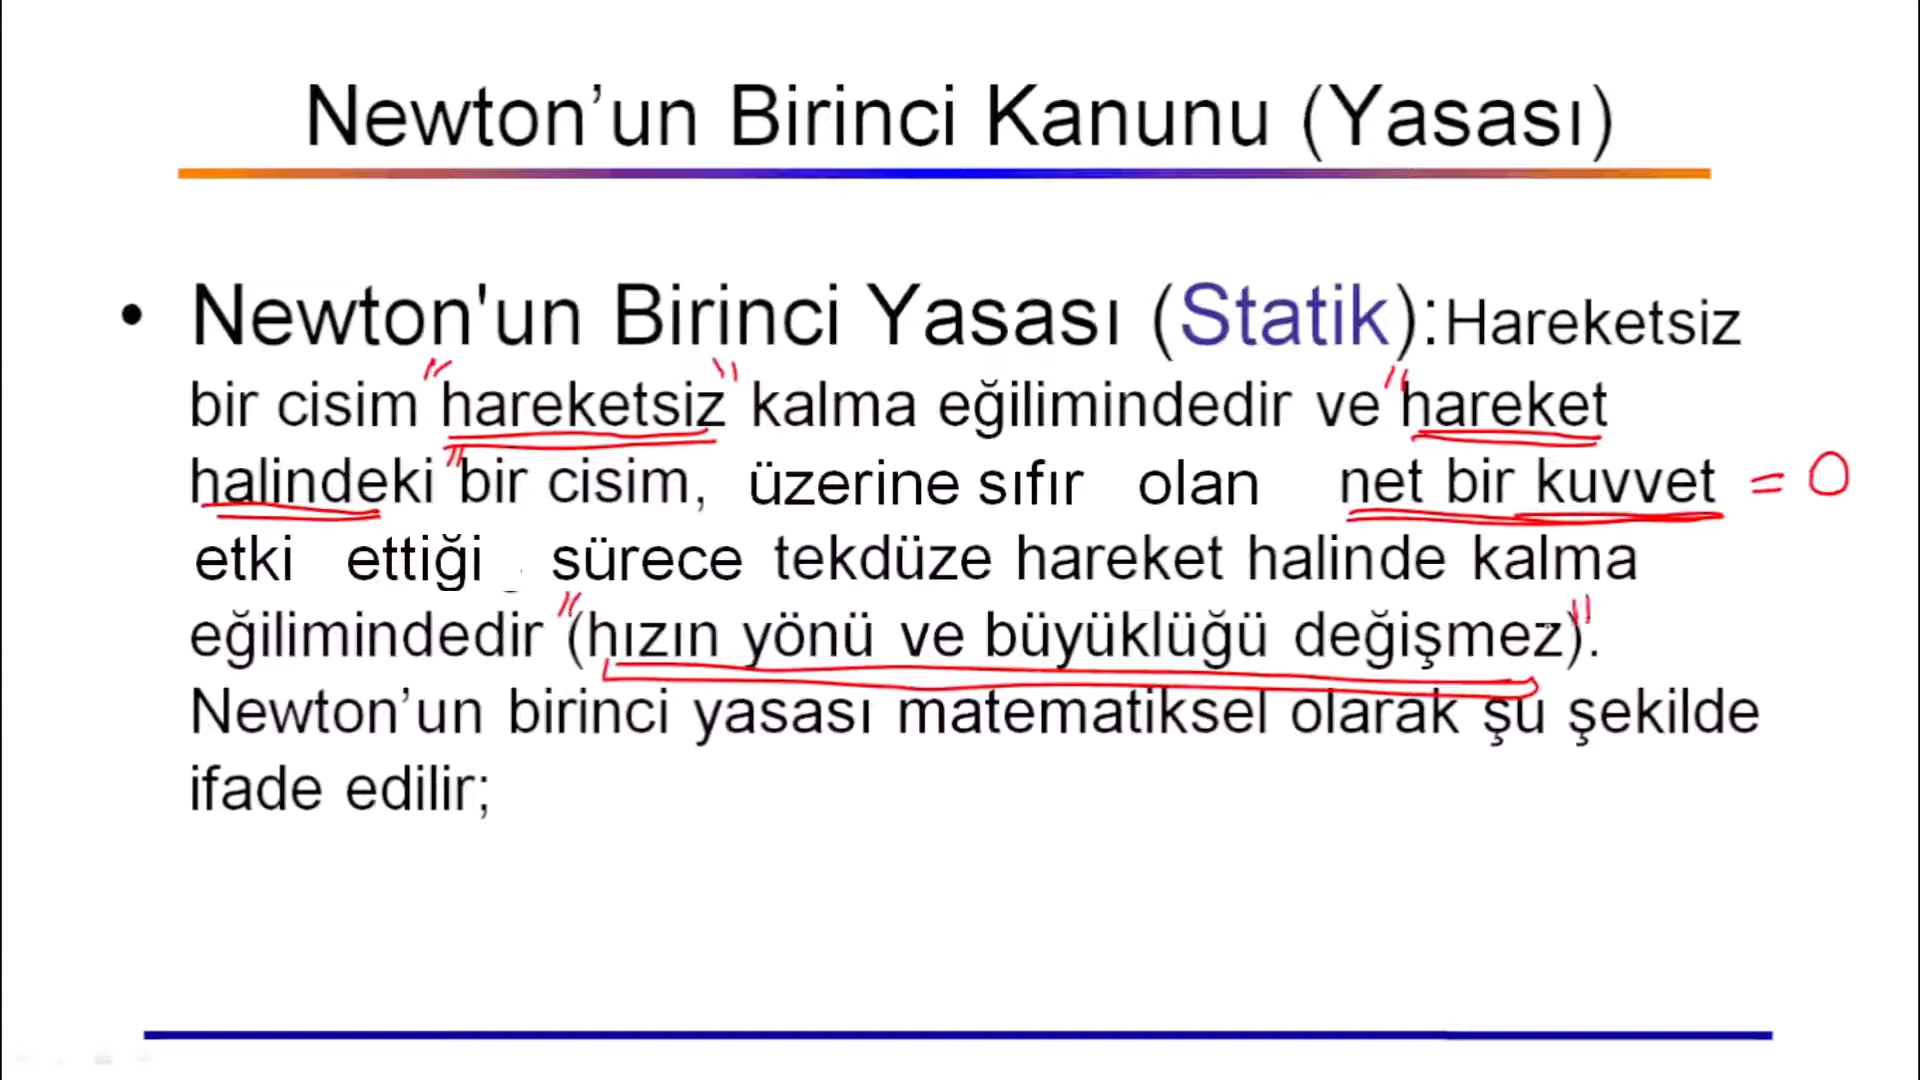 Newton’un Birinci Kanunu (Yasası)
• Newton'un Birinci Yasası (Statik):Hareketsiz
bir cisim "hareketsiz" kalma eğilimindedir ve "hareket
halindeki" bir cisim, üzerine sıfır olan net bir kuvvet = 0
etki ettiği sürece tekdüze hareket halinde kalma
eğilimindedir "(hızın yönü ve büyüklüğü değişmez)".
Newton’un birinci yasası matematiksel olarak şu şekilde
ifade edilir;